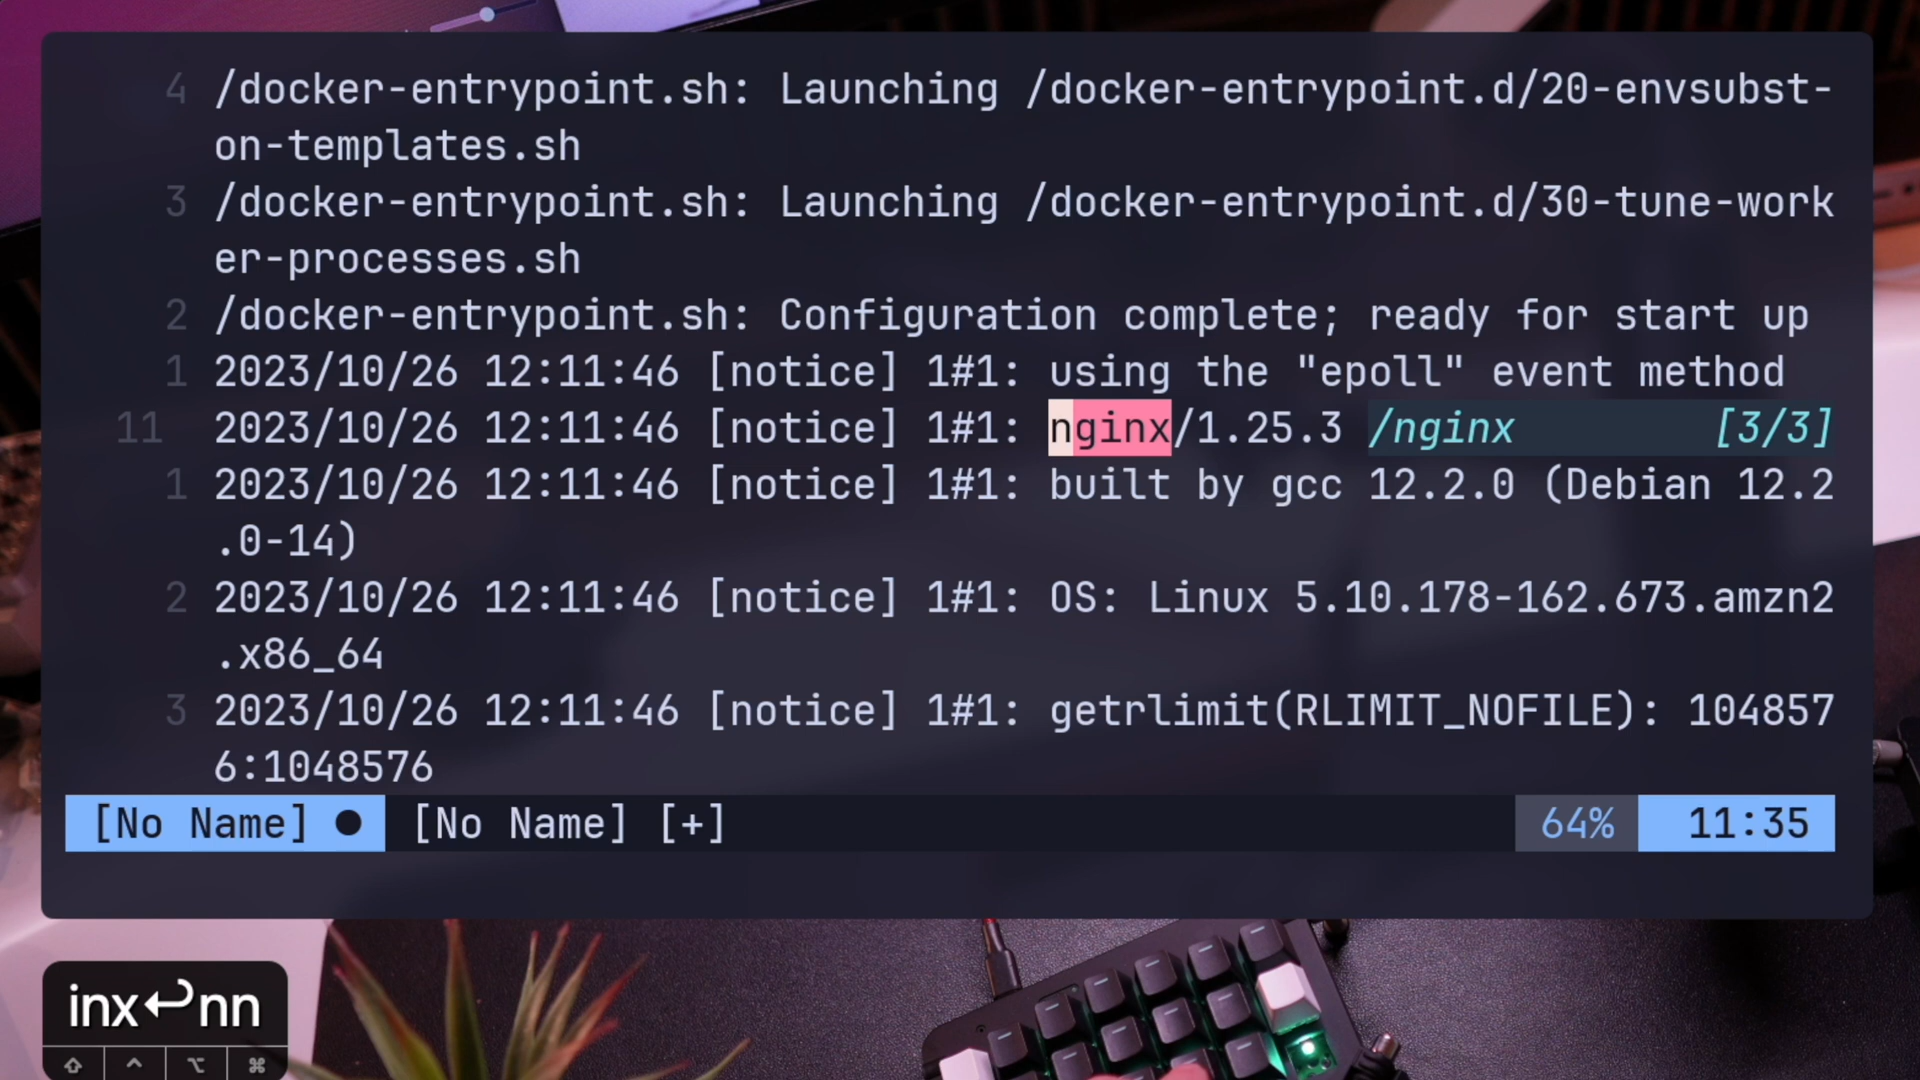 4 /docker-entrypoint.sh: Launching /docker-entrypoint.d/20-envsubst-
on-templates.sh
3 /docker-entrypoint.sh: Launching /docker-entrypoint.d/30-tune-work
er-processes.sh
2 /docker-entrypoint.sh: Configuration complete; ready for start up
1 2023/10/26 12:11:46 [notice] 1#1: using the "epoll" event method
11 2023/10/26 12:11:46 [notice] 1#1: nginx/1.25.3 /nginx [3/3]
1 2023/10/26 12:11:46 [notice] 1#1: built by gcc 12.2.0 (Debian 12.2
.0-14)
2 2023/10/26 12:11:46 [notice] 1#1: OS: Linux 5.10.178-162.673.amzn2
.x86_64
3 2023/10/26 12:11:46 [notice] 1#1: getrlimit(RLIMIT_NOFILE): 104857
6:1048576
[No Name] ● [No Name] [+] 64% 11:35
inx↩nn
⇧ ⌃ ⌥ ⌘